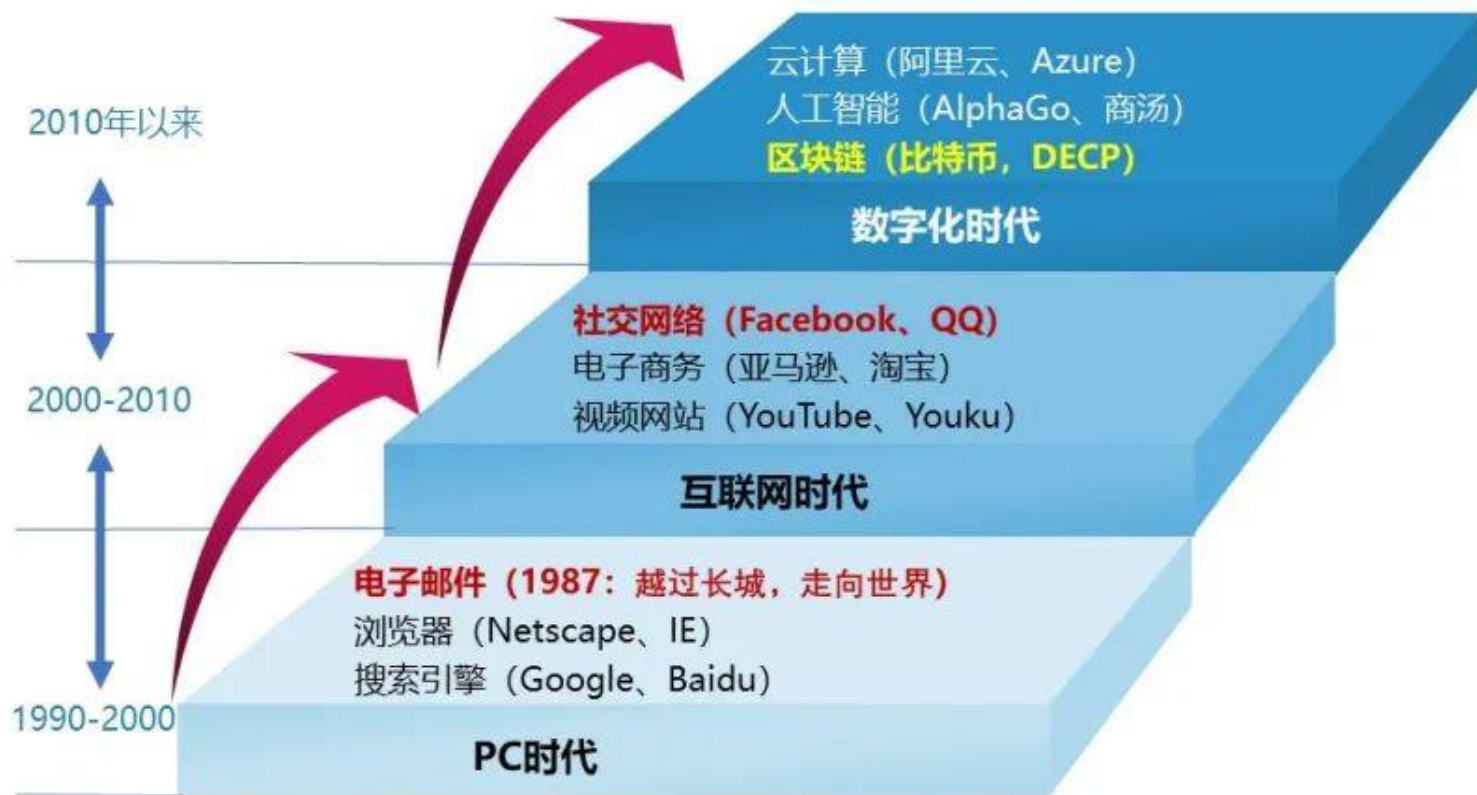 2010年以来
云计算（阿里云、Azure）
人工智能（AlphaGo、商汤）
区块链（比特币，DECP）
数字化时代
2000-2010
社交网络（Facebook、QQ）
电子商务（亚马逊、淘宝）
视频网站（YouTube、Youku）
互联网时代
1990-2000
电子邮件（1987：越过长城，走向世界）
浏览器（Netscape、IE）
搜索引擎（Google、Baidu）
PC时代